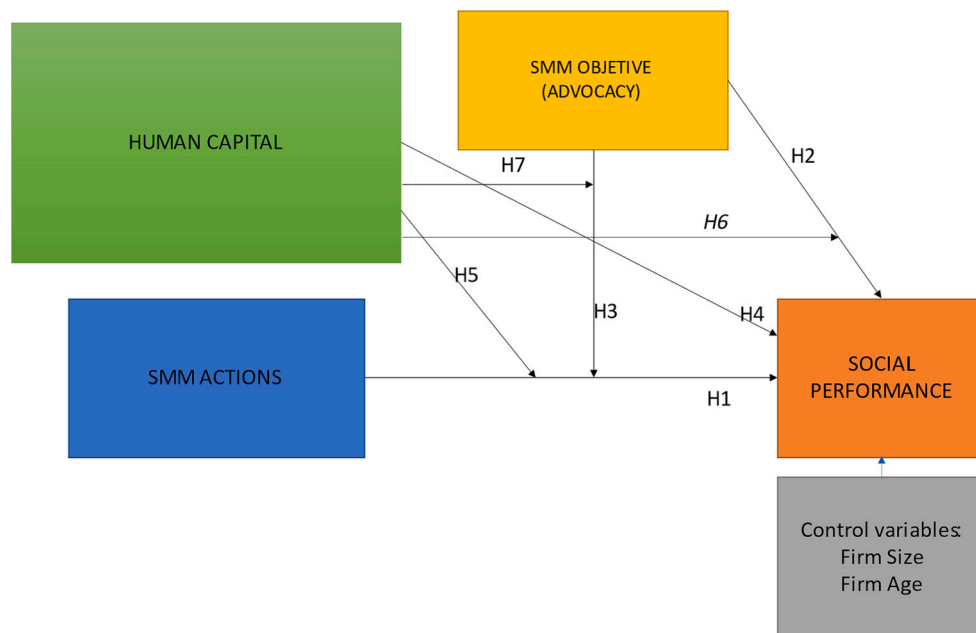 SMM OBJETIVE
(ADVOCACY)
HUMAN CAPITAL
H7
H2
H6
H5
H3
H4
SMM ACTIONS
H1
SOCIAL
PERFORMANCE
Control variables:
Firm Size
Firm Age